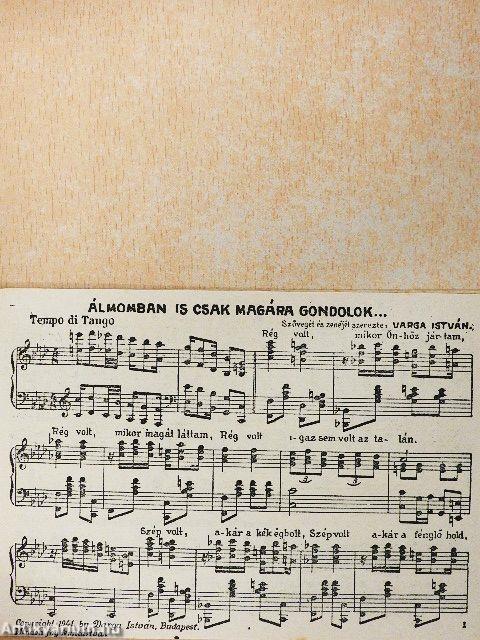 ÁLMOMBAN IS CSAK MAGÁRA GONDOLOK...
Tempo di Tango
Szövegét és zenéjét szerezte: VARGA ISTVÁN.
Rég volt, mikor Ön-höz jár-tam,
Rég volt, mikor magát láttam, Rég volt i-gaz sem volt az ta-lán.
3 3
Szép volt, a-kár a kék égbolt, Szép volt a-kár a fénylő hold,
Copyright 1941 by Varga István, Budapest.
1